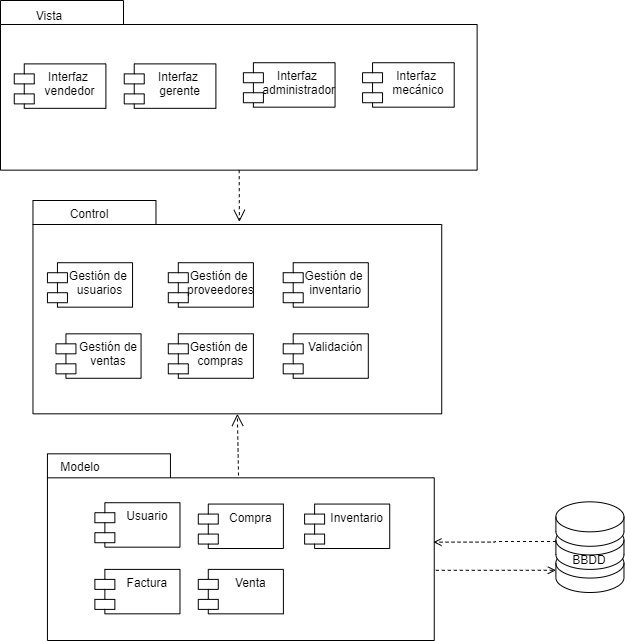 Vista
Interfaz
vendedor
Interfaz
gerente
Interfaz
administrador
Interfaz
mecánico
Control
Gestión de
usuarios
Gestión de
proveedores
Gestión de
inventario
Gestión de
ventas
Gestión de
compras
Validación
Modelo
Usuario
Compra
Inventario
Factura
Venta
BBDD